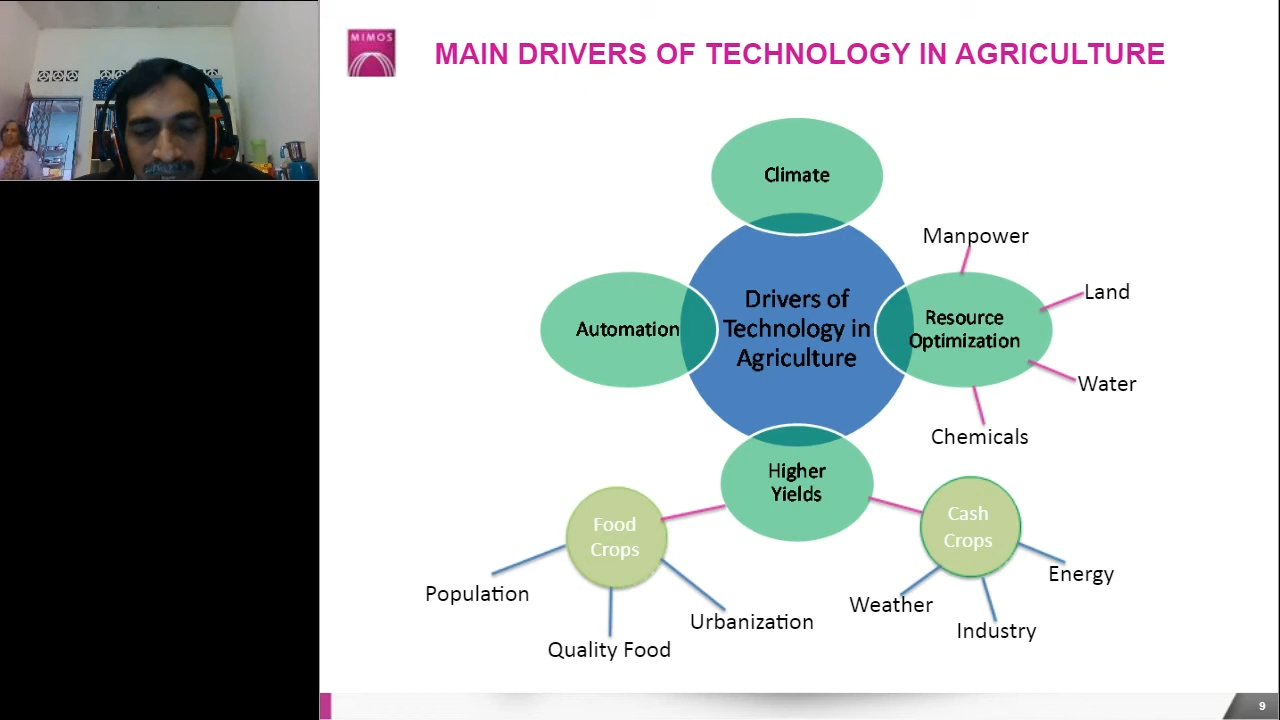 MIMOS
MAIN DRIVERS OF TECHNOLOGY IN AGRICULTURE
Climate
Manpower
Land
Automation
Drivers of
Technology in
Agriculture
Resource
Optimization
Water
Chemicals
Higher
Yields
Food
Crops
Cash
Crops
Population
Quality Food
Urbanization
Weather
Industry
Energy
9